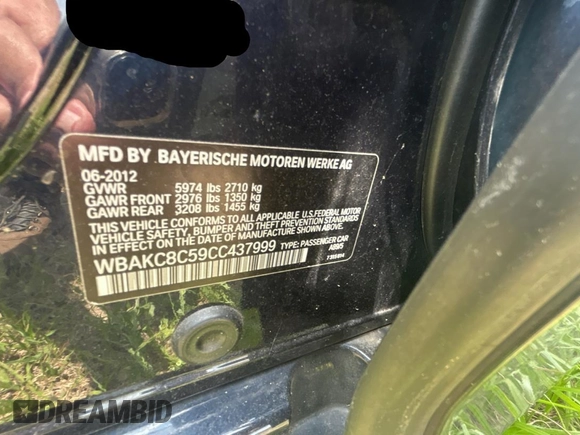 MFD BY BAYERISCHE MOTOREN WERKE AG
06-2012
GVWR 5974 lbs 2710 kg
GAWR FRONT 2976 lbs 1350 kg
GAWR REAR 3208 lbs 1455 kg
THIS VEHICLE CONFORMS TO ALL APPLICABLE U.S. FEDERAL MOTOR
VEHICLE SAFETY, BUMPER AND THEFT PREVENTION STANDARDS
IN EFFECT ON THE DATE OF MANUFACTURE SHOWN ABOVE.
WBAKC8C59CC437999 TYPE: PASSENGER CAR
DREAMBID